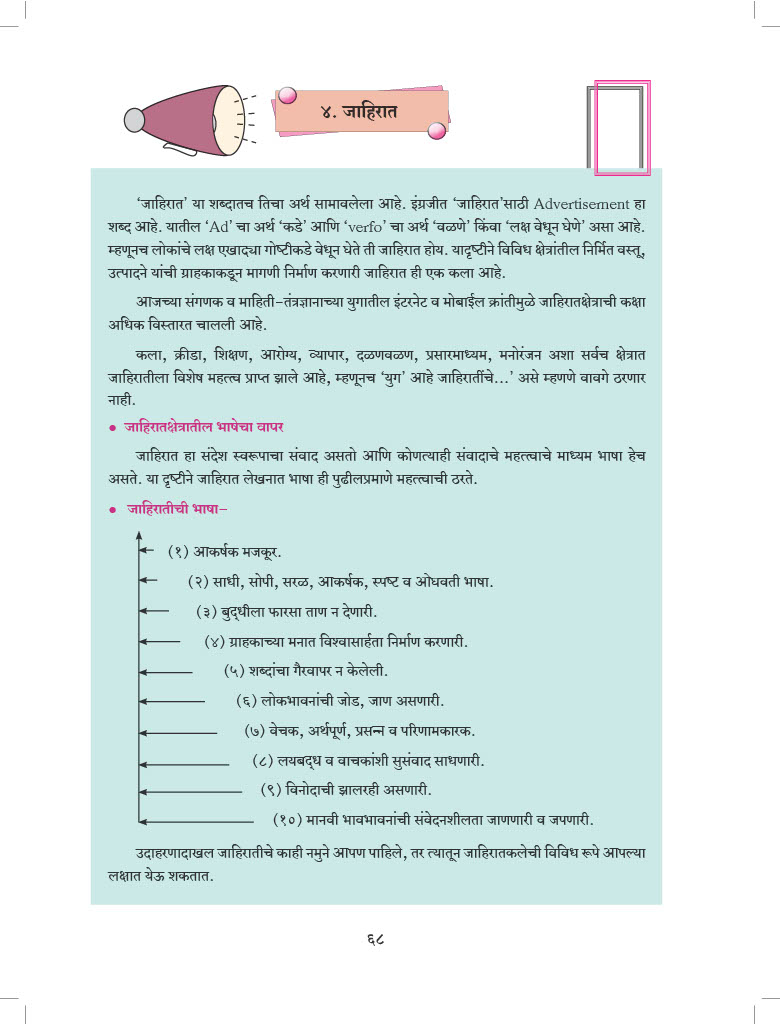 ४. जाहिरात
‘जाहिरात’ या शब्दातच तिचा अर्थ सामावलेला आहे. इंग्रजीत ‘जाहिरात’साठी Advertisement हा
शब्द आहे. यातील ‘Ad’ चा अर्थ ‘कडे’ आणि ‘verfo’ चा अर्थ ‘वळणे’ किंवा ‘लक्ष वेधून घेणे’ असा आहे.
म्हणूनच लोकांचे लक्ष एखाद्या गोष्टीकडे वेधून घेते ती जाहिरात होय. यादृष्टीने विविध क्षेत्रांतील निर्मित वस्तू,
उत्पादने यांची ग्राहकाकडून मागणी निर्माण करणारी जाहिरात ही एक कला आहे.
आजच्या संगणक व माहिती-तंत्रज्ञानाच्या युगातील इंटरनेट व मोबाईल क्रांतीमुळे जाहिरातक्षेत्राची कक्षा
अधिक विस्तारत चालली आहे.
कला, क्रीडा, शिक्षण, आरोग्य, व्यापार, दळणवळण, प्रसारमाध्यम, मनोरंजन अशा सर्वच क्षेत्रात
जाहिरातीला विशेष महत्त्व प्राप्त झाले आहे, म्हणूनच ‘युग’ आहे जाहिरातींचे...’ असे म्हणणे वावगे ठरणार
नाही.
● जाहिरातक्षेत्रातील भाषेचा वापर
जाहिरात हा संदेश स्वरूपाचा संवाद असतो आणि कोणत्याही संवादाचे महत्त्वाचे माध्यम भाषा हेच
असते. या दृष्टीने जाहिरात लेखनात भाषा ही पुढीलप्रमाणे महत्त्वाची ठरते.
● जाहिरातीची भाषा-
(१) आकर्षक मजकूर.
(२) साधी, सोपी, सरळ, आकर्षक, स्पष्ट व ओघवती भाषा.
(३) बुद्धीला फारसा ताण न देणारी.
(४) ग्राहकाच्या मनात विश्वासार्हता निर्माण करणारी.
(५) शब्दांचा गैरवापर न केलेली.
(६) लोकभावनांची जोड, जाण असणारी.
(७) वेचक, अर्थपूर्ण, प्रसन्न व परिणामकारक.
(८) लयबद्ध व वाचकांशी सुसंवाद साधणारी.
(९) विनोदाची झालरही असणारी.
(१०) मानवी भावभावनांची संवेदनशीलता जाणणारी व जपणारी.
उदाहरणादाखल जाहिरातीचे काही नमुने आपण पाहिले, तर त्यातून जाहिरातकलेची विविध रूपे आपल्या
लक्षात येऊ शकतात.
६८